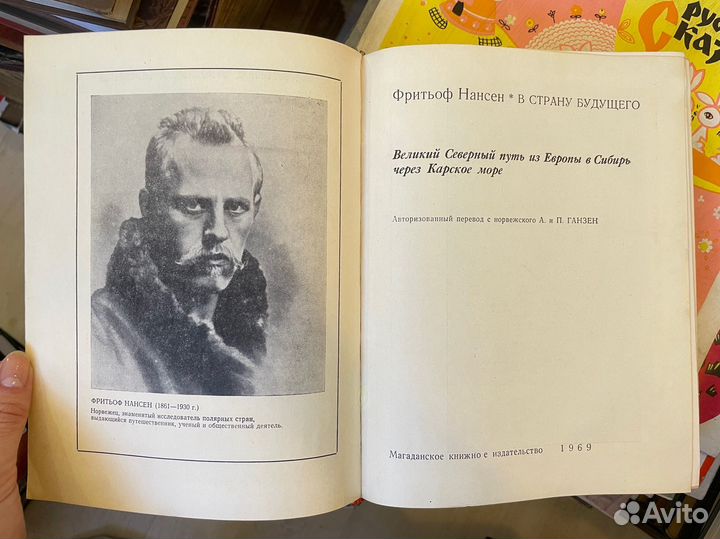 ФРИТЬОФ НАНСЕН (1861—1930 г.)
Норвежец, знаменитый исследователь полярных стран,
выдающийся путешественник, ученый и общественный деятель.
Фритьоф Нансен * В СТРАНУ БУДУЩЕГО
Великий Северный путь из Европы в Сибирь
через Карское море
Авторизованный перевод с норвежского А. и П. ГАНЗЕН
Магаданское книжно е издательство 1969
Avito